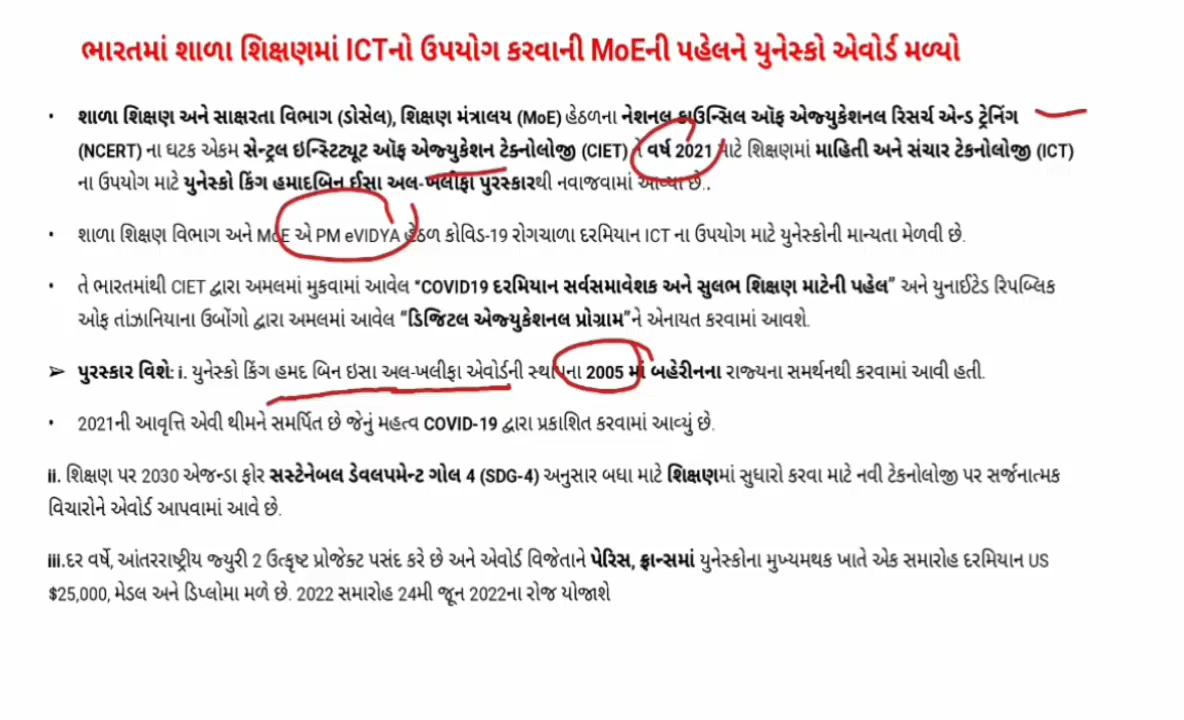 ભારતમાં શાળા શિક્ષણમાં ICTનો ઉપયોગ કરવાની MoEની પહેલને યુનેસ્કો એવોર્ડ મળ્યો
• શાળા શિક્ષણ અને સાક્ષરતા વિભાગ (ડોસેલ), શિક્ષણ મંત્રાલય (MoE) હેઠળના નેશનલ કાઉન્સિલ ઑફ એજ્યુકેશનલ રિસર્ચ એન્ડ ટ્રેનિંગ
(NCERT) ના ઘટક એકમ સેન્ટ્રલ ઇન્સ્ટિટ્યૂટ ઑફ એજ્યુકેશન ટેક્નોલોજી (CIET) ને વર્ષ 2021 માટે શિક્ષણમાં માહિતી અને સંચાર ટેકનોલોજી (ICT)
ના ઉપયોગ માટે યુનેસ્કો કિંગ હમાદબિન ઈસા અલ-ખલીફા પુરસ્કારથી નવાજવામાં આવ્યા છે..
• શાળા શિક્ષણ વિભાગ અને MoE એ PM eVIDYA હેઠળ કોવિડ-19 રોગચાળા દરમિયાન ICT ના ઉપયોગ માટે યુનેસ્કોની માન્યતા મેળવી છે.
• તે ભારતમાંથી CIET દ્વારા અમલમાં મુકવામાં આવેલ “COVID19 દરમિયાન સર્વસમાવેશક અને સુલભ શિક્ષણ માટેની પહેલ” અને યુનાઈટેડ રિપબ્લિક
ઓફ તાંઝાનિયાના ઉબોંગો દ્વારા અમલમાં આવેલ “ડિજિટલ એજ્યુકેશનલ પ્રોગ્રામ”ને એનાયત કરવામાં આવશે.
➢ પુરસ્કાર વિશે: i. યુનેસ્કો કિંગ હમદ બિન ઇસા અલ-ખલીફા એવોર્ડની સ્થાપના 2005 માં બહેરીનના રાજ્યના સમર્થનથી કરવામાં આવી હતી.
• 2021ની આવૃત્તિ એવી થીમને સમર્પિત છે જેનું મહત્વ COVID-19 દ્વારા પ્રકાશિત કરવામાં આવ્યું છે.
ii. શિક્ષણ પર 2030 એજન્ડા ફોર સસ્ટેનેબલ ડેવલપમેન્ટ ગોલ 4 (SDG-4) અનુસાર બધા માટે શિક્ષણમાં સુધારો કરવા માટે નવી ટેકનોલોજી પર સર્જનાત્મક
વિચારોને એવોર્ડ આપવામાં આવે છે.
iii.દર વર્ષે, આંતરરાષ્ટ્રીય જ્યુરી 2 ઉત્કૃષ્ટ પ્રોજેક્ટ પસંદ કરે છે અને એવોર્ડ વિજેતાને પેરિસ, ફ્રાન્સમાં યુનેસ્કોના મુખ્યમથક ખાતે એક સમારોહ દરમિયાન US
$25,000, મેડલ અને ડિપ્લોમા મળે છે. 2022 સમારોહ 24મી જૂન 2022ના રોજ યોજાશે